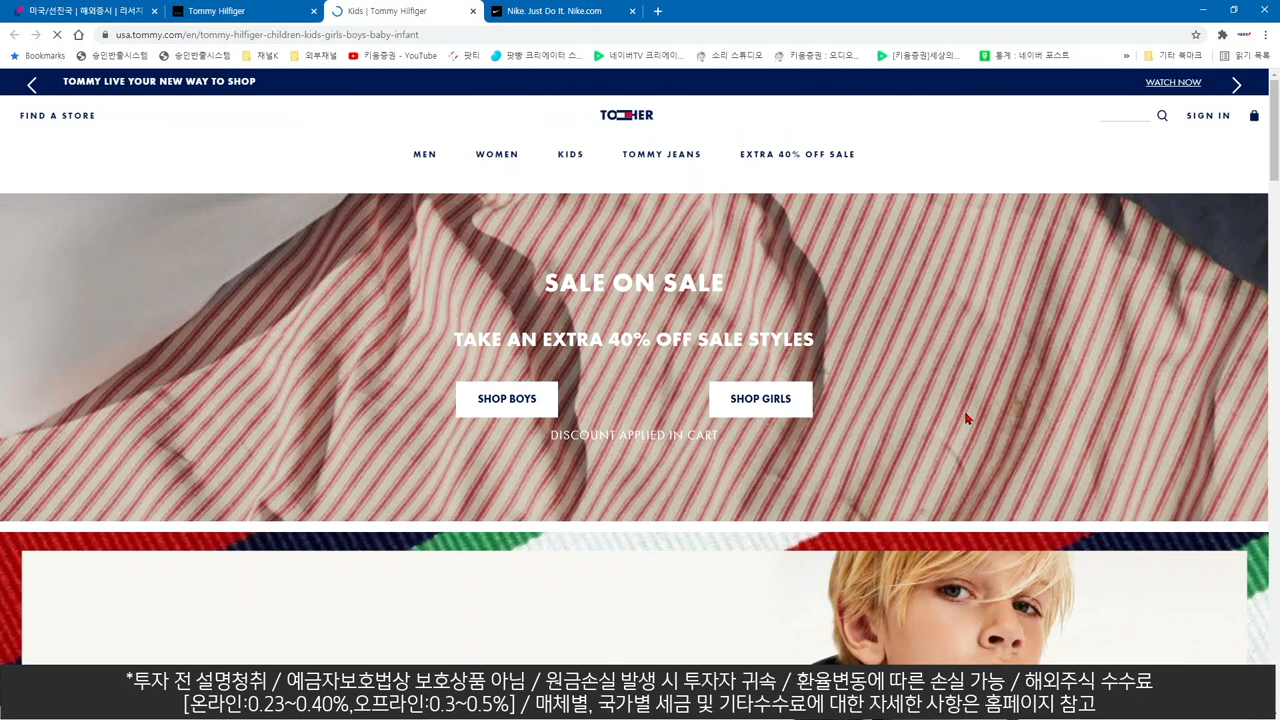 미국/선진국 | 해외증시 | 리서치
Tommy Hilfiger
Kids | Tommy Hilfiger
Nike. Just Do It. Nike.com
usa.tommy.com/en/tommy-hilfiger-children-kids-girls-boys-baby-infant
Bookmarks
승인반출시스템
승인반출시스템
채널K
외부채널
키움증권 - YouTube
팟티
팟빵 크리에이터 스...
네이버TV 크리에이...
소리 스튜디오
키움증권 : 오디오...
[키움증권]세상의...
통계 : 네이버 포스트
»
기타 북마크
읽기 목록
TOMMY LIVE YOUR NEW WAY TO SHOP
WATCH NOW
FIND A STORE
SIGN IN
MEN
WOMEN
KIDS
TOMMY JEANS
EXTRA 40% OFF SALE
SALE ON SALE
TAKE AN EXTRA 40% OFF SALE STYLES
SHOP BOYS
SHOP GIRLS
DISCOUNT APPLIED IN CART
*투자 전 설명청취 / 예금자보호법상 보호상품 아님 / 원금손실 발생 시 투자자 귀속 / 환율변동에 따른 손실 가능 / 해외주식 수수료
[온라인:0.23~0.40%,오프라인:0.3~0.5%] / 매체별, 국가별 세금 및 기타수수료에 대한 자세한 사항은 홈페이지 참고